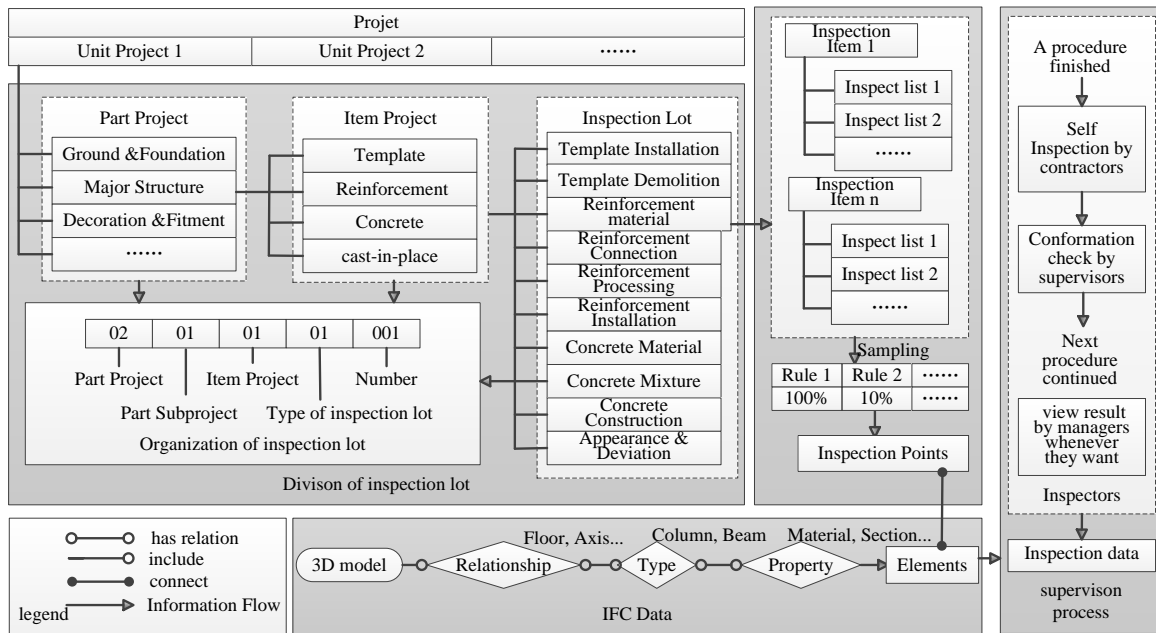 Projet
Unit Project 1
Unit Project 2
······
Part Project
Ground &Foundation
Major Structure
Decoration &Fitment
······
Item Project
Template
Reinforcement
Concrete
cast-in-place
Inspection Lot
Template Installation
Template Demolition
Reinforcement
material
Reinforcement
Connection
Reinforcement
Processing
Reinforcement
Installation
Concrete Material
Concrete Mixture
Concrete
Construction
Appearance &
Deviation
02
01
01
01
001
Part Project
Item Project
Number
Part Subproject
Type of inspection lot
Organization of inspection lot
Divison of inspection lot
Inspection
Item 1
Inspect list 1
Inspect list 2
······
Inspection
Item n
Inspect list 1
Inspect list 2
······
Sampling
Rule 1
Rule 2
······
100%
10%
······
Inspection Points
A procedure
finished
Self
Inspection by
contractors
Conformation
check by
supervisors
Next
procedure
continued
view result
by managers
whenever
they want
Inspectors
Inspection data
supervison
process
has relation
include
connect
Information Flow
legend
Floor, Axis...
Column, Beam
Material, Section...
3D model
Relationship
Type
Property
Elements
IFC Data